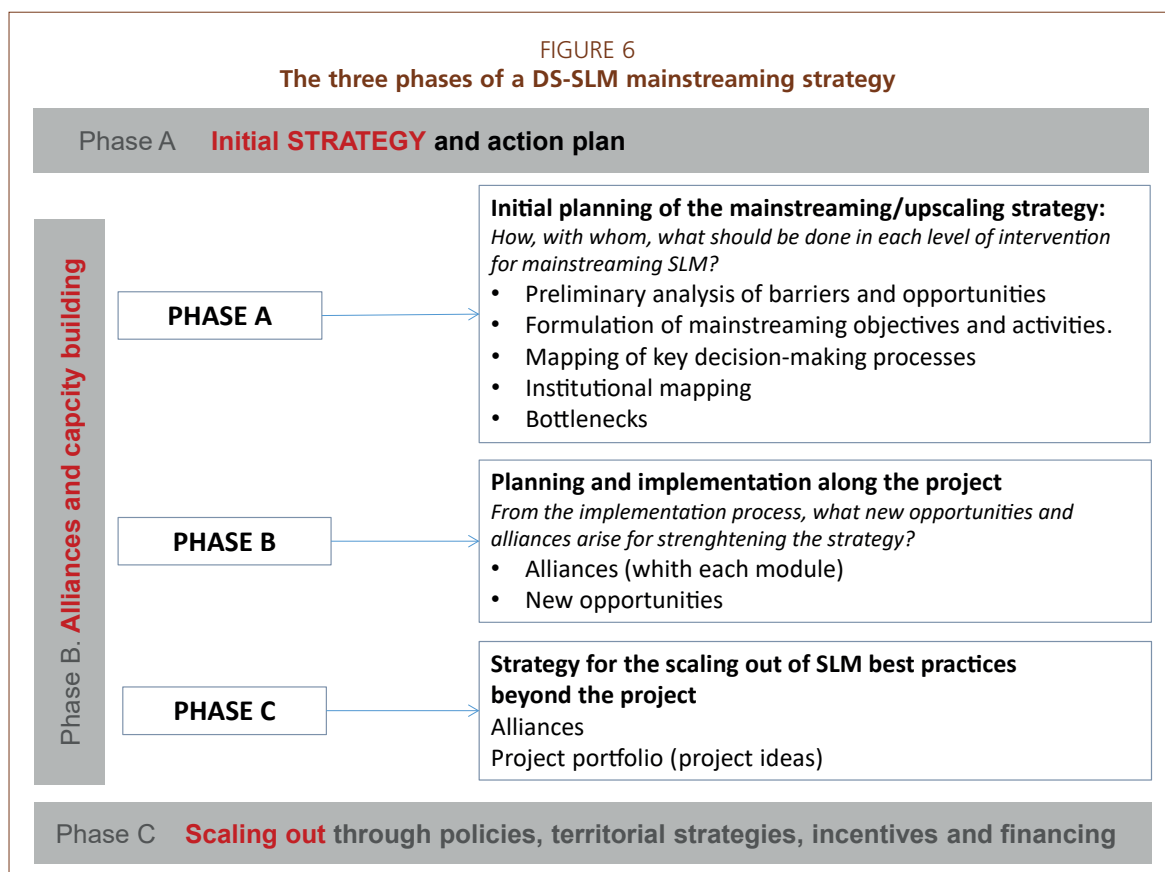 FIGURE 6
The three phases of a DS-SLM mainstreaming strategy
Phase A Initial STRATEGY and action plan
Phase B. Alliances and capcity building
PHASE A
Initial planning of the mainstreaming/upscaling strategy:
How, with whom, what should be done in each level of intervention
for mainstreaming SLM?
• Preliminary analysis of barriers and opportunities
• Formulation of mainstreaming objectives and activities.
• Mapping of key decision-making processes
• Institutional mapping
• Bottlenecks
PHASE B
Planning and implementation along the project
From the implementation process, what new opportunities and
alliances arise for strenghtening the strategy?
• Alliances (whith each module)
• New opportunities
PHASE C
Strategy for the scaling out of SLM best practices
beyond the project
Alliances
Project portfolio (project ideas)
Phase C Scaling out through policies, territorial strategies, incentives and financing